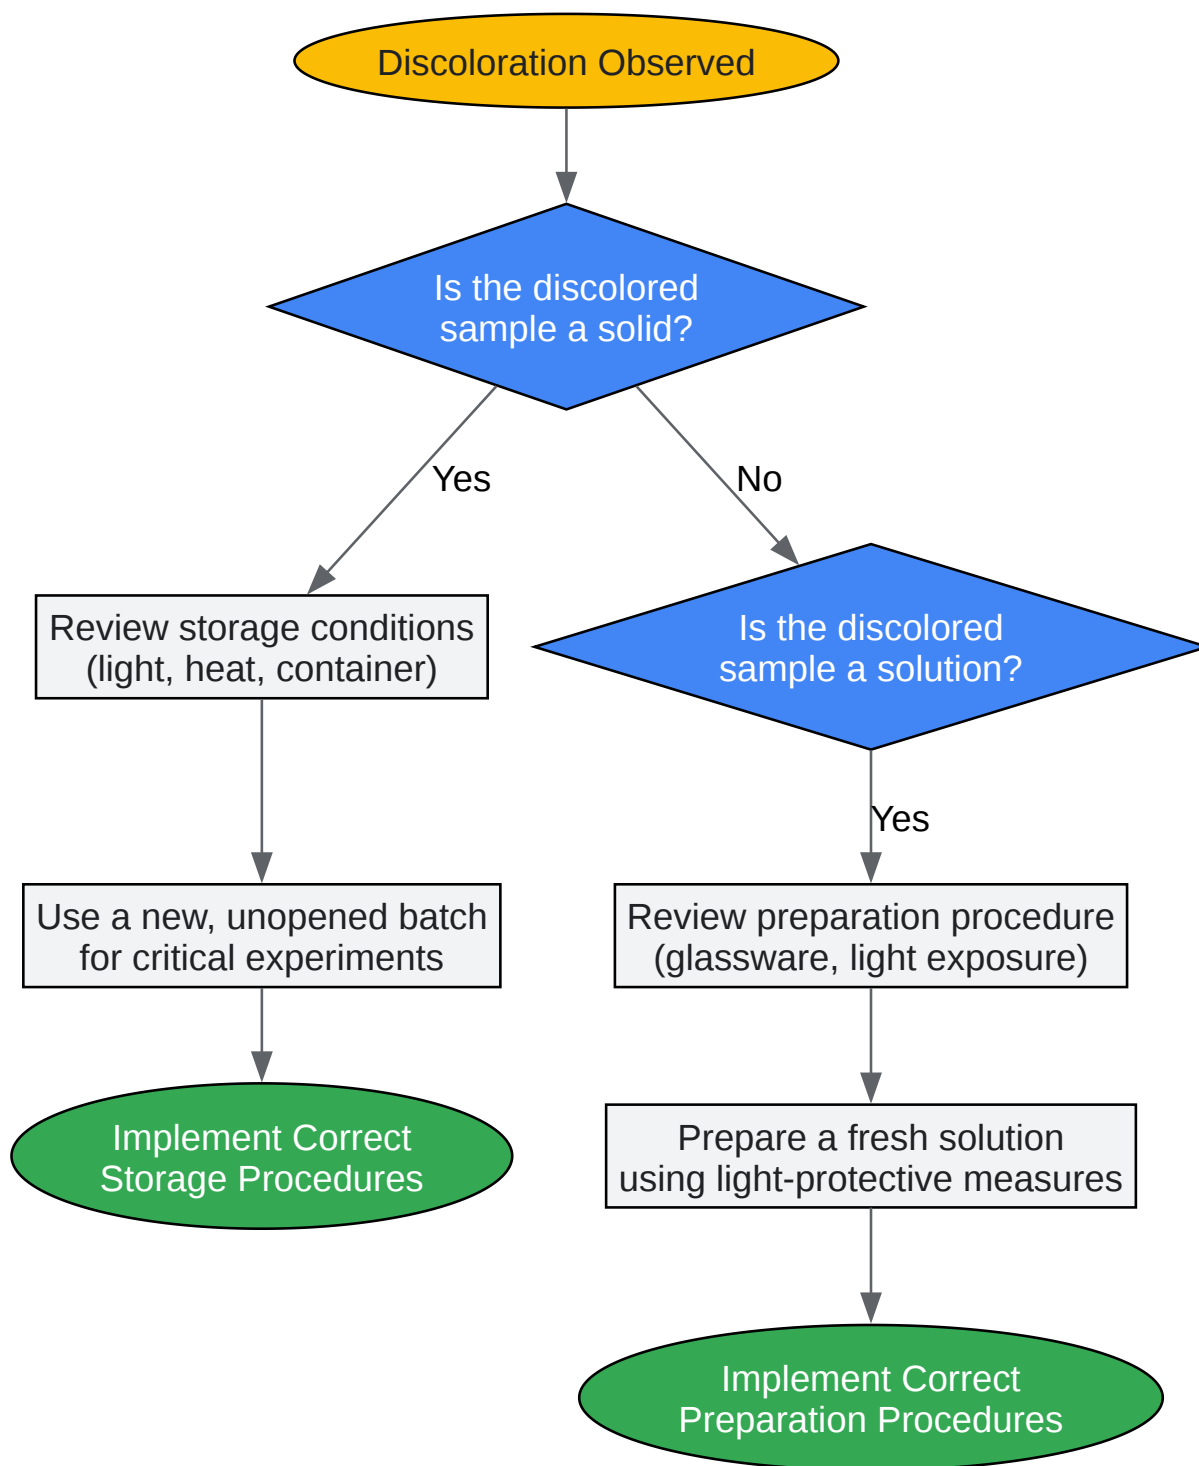 Discoloration Observed
Is the discolored
sample a solid?
Yes
No
Review storage conditions
(light, heat, container)
Is the discolored
sample a solution?
Yes
Use a new, unopened batch
for critical experiments
Review preparation procedure
(glassware, light exposure)
Implement Correct
Storage Procedures
Prepare a fresh solution
using light-protective measures
Implement Correct
Preparation Procedures